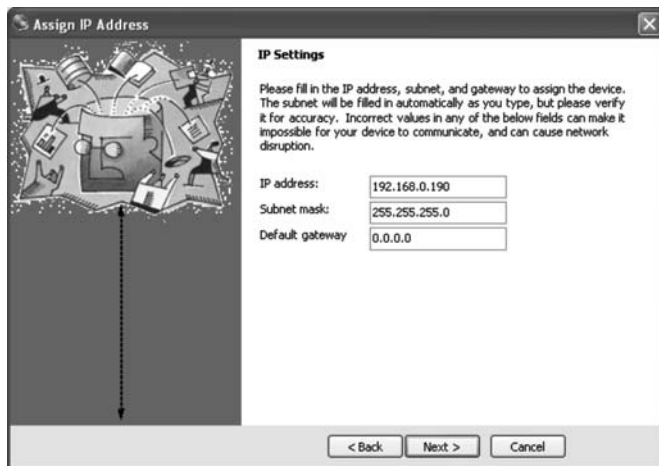 Assign IP Address
IP Settings
Please fill in the IP address, subnet, and gateway to assign the device.
The subnet will be filled in automatically as you type, but please verify
it for accuracy.  Incorrect values in any of the below fields can make it
impossible for your device to communicate, and can cause network
disruption.
IP address: 192.168.0.190
Subnet mask: 255.255.255.0
Default gateway 0.0.0.0
< Back Next > Cancel